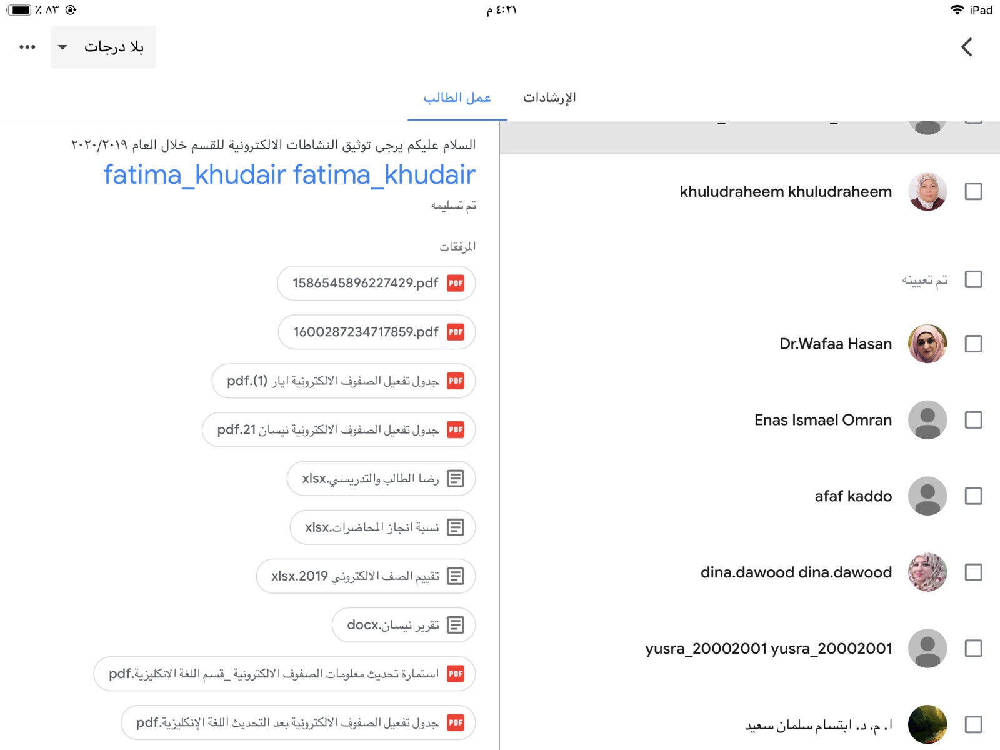 iPad
٤:٢١ م
٨٣ ٪
بلا درجات
الإرشادات
عمل الطالب
khuludraheem khuludraheem
تم تعيينه
Dr.Wafaa Hasan
Enas Ismael Omran
afaf kaddo
dina.dawood dina.dawood
yusra_20002001 yusra_20002001
ا. م. د. ابتسام سلمان سعيد
السلام عليكم يرجى توثيق النشاطات الالكترونية للقسم خلال العام ٢٠٢٠/٢٠١٩
fatima_khudair fatima_khudair
تم تسليمه
المرفقات
PDF 1586545896227429.pdf
PDF 1600287234717859.pdf
PDF جدول تفعيل الصفوف الالكترونية ايار (1).pdf
PDF جدول تفعيل الصفوف الالكترونية نيسان 21.pdf
رضا الطالب والتدريسي.xlsx
نسبة انجاز المحاضرات.xlsx
تقييم الصف الالكتروني 2019.xlsx
تقرير نيسان.docx
PDF استمارة تحديث معلومات الصفوف الالكترونية _قسم اللغة الانكليزية.pdf
PDF جدول تفعيل الصفوف الالكترونية بعد التحديث اللغة الإنكليزية.pdf